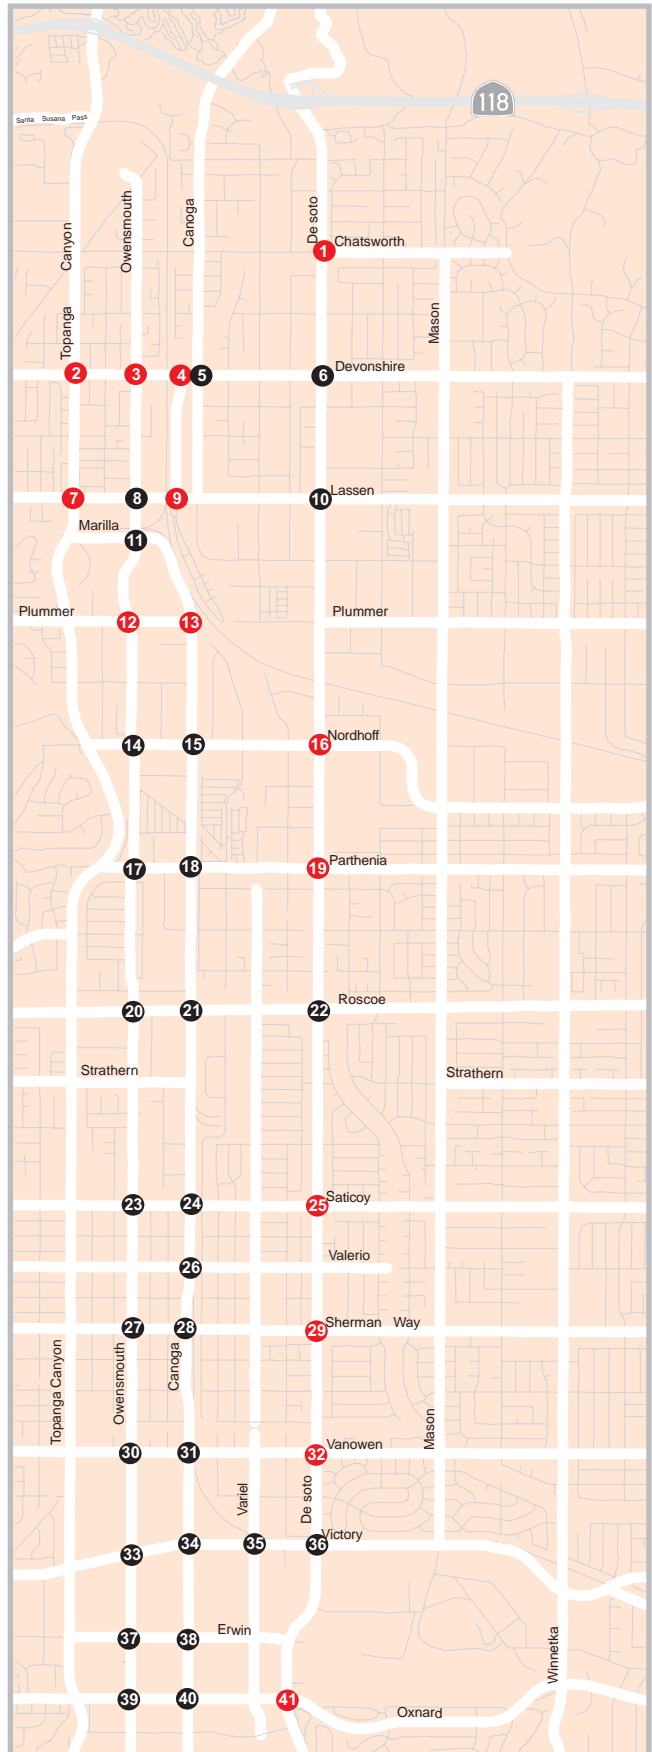 118
Santa Susana Pass
Canyon
Owensmouth
Canoga
De soto
1 Chatsworth
Topanga
Mason
2 3 4 5 6 Devonshire
7 8 9 10 Lassen
Marilla
11
Plummer
12 13
Plummer
14 15 16 Nordhoff
17 18 19 Parthenia
20 21 22 Roscoe
Strathern
Strathern
23 24 25 Saticoy
Valerio
26
27 28 29 Sherman Way
Topanga Canyon
Owensmouth
Canoga
Mason
30 31 32 Vanowen
Variel
De soto
33 34 35 36 Victory
37 38 Erwin
Winnetka
39 40 41
Oxnard